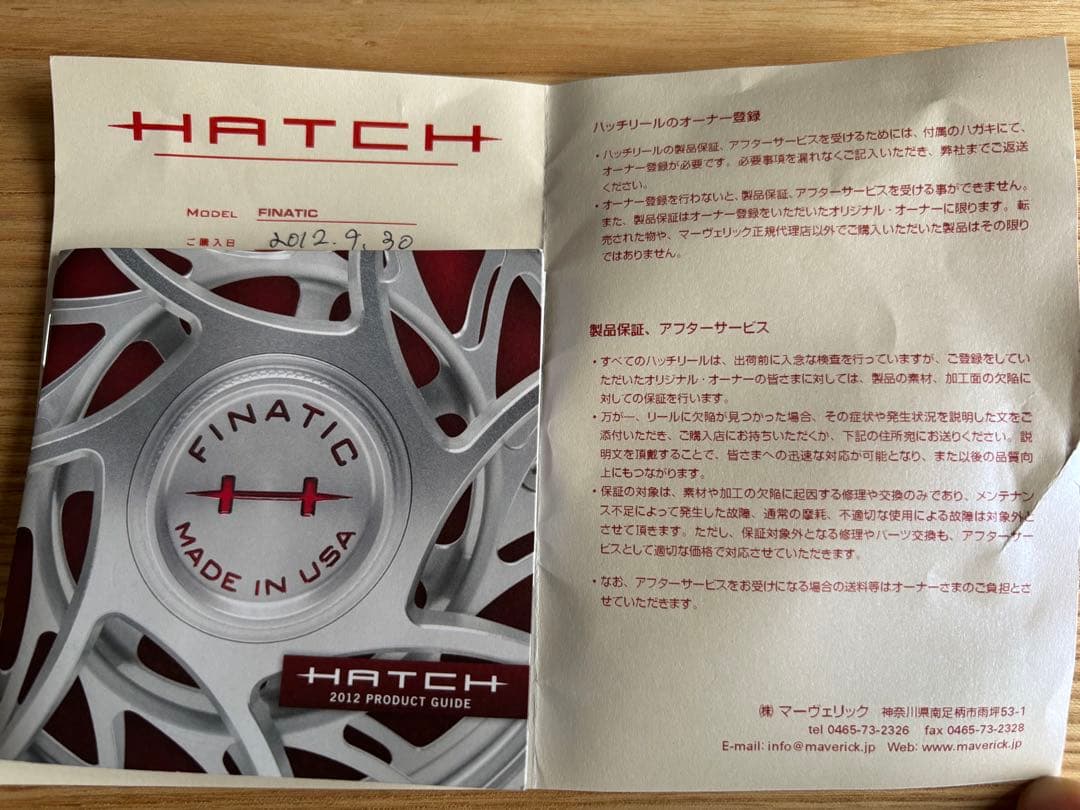 HATCH
MODEL FINATIC
ご購入日 2012.9.30
FINATIC
H
MADE IN USA
HATCH
2012 PRODUCT GUIDE
ハッチリールのオーナー登録
・ハッチリールの製品保証、アフターサービスを受けるためには、付属のハガキにて、
オーナー登録が必要です。必要事項を漏れなくご記入いただき、弊社までご返送
ください。
・オーナー登録を行わないと、製品保証、アフターサービスを受ける事ができません。
また、製品保証はオーナー登録をいただいたオリジナル・オーナーに限ります。転
売された物や、マーヴェリック正規代理店以外でご購入いただいた製品はその限り
ではありません。
製品保証、アフターサービス
・すべてのハッチリールは、出荷前に入念な検査を行っていますが、ご登録をしてい
ただいたオリジナル・オーナーの皆さまに対しては、製品の素材、加工面の欠陥に
対しての保証を行います。
・万が一、リールに欠陥が見つかった場合、その症状や発生状況を説明した文をご
添付いただき、ご購入店にお持ちいただくか、下記の住所宛にお送りください。説
明文を頂戴することで、皆さまへの迅速な対応が可能となり、また以後の品質向
上にもつながります。
・保証の対象は、素材や加工の欠陥に起因する修理や交換のみであり、メンテナン
ス不足によって発生した故障、通常の摩耗、不適切な使用による故障は対象外と
させて頂きます。ただし、保証対象外となる修理やパーツ交換も、アフターサー
ビスとして適切な価格で対応させていただきます。
・なお、アフターサービスをお受けになる場合の送料等はオーナーさまのご負担とさ
せていただきます。
㈱ マーヴェリック 神奈川県南足柄市雨坪53-1
tel 0465-73-2326 fax 0465-73-2328
E-mail: info@maverick.jp Web: www.maverick.jp